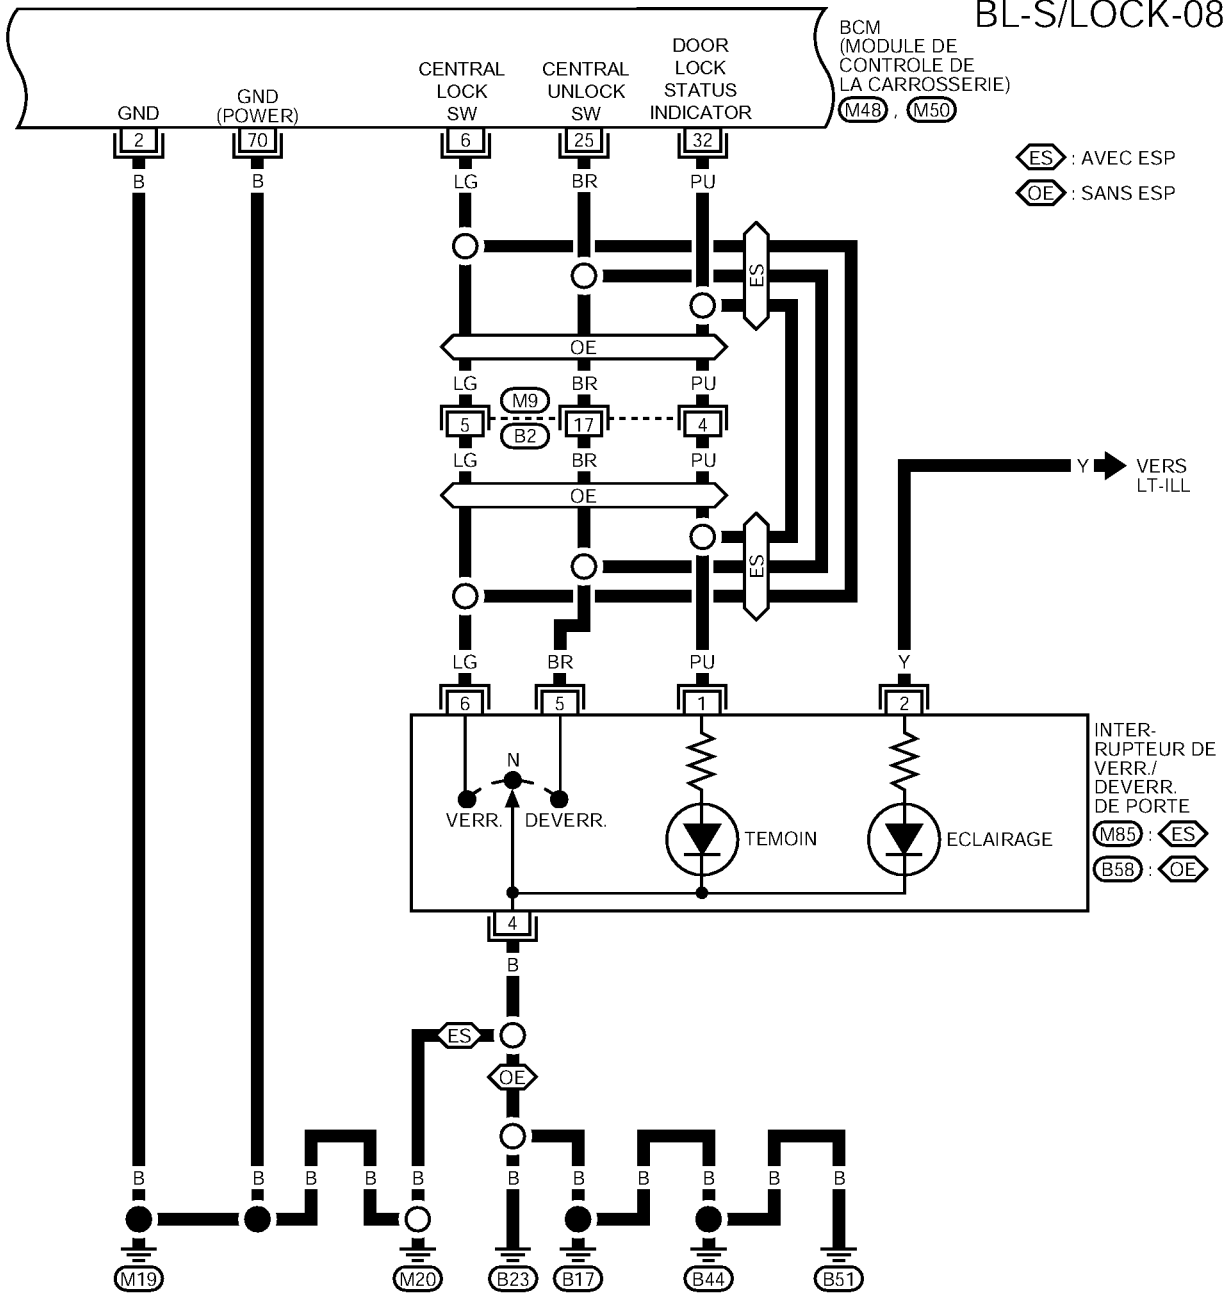 BL-S/LOCK-08
BCM
(MODULE DE
CONTROLE DE
LA CARROSSERIE)
M48 , M50
GND
GND
(POWER)
CENTRAL
LOCK
SW
CENTRAL
UNLOCK
SW
DOOR
LOCK
STATUS
INDICATOR
2 70 6 25 32
ES : AVEC ESP
OE : SANS ESP
B B LG BR PU
ES
OE
LG BR PU
M9
5 17 4
B2
LG BR PU
Y VERS
LT-ILL
OE
ES
LG BR PU Y
6 5 1 2
INTER-
RUPTEUR DE
VERR./
DEVERR.
DE PORTE
M85 : ES
B58 : OE
N
VERR. DEVERR.
TEMOIN
ECLAIRAGE
4
B
ES
OE
B B B B B B B B B B B
M19 M20 B23 B17 B44 B51